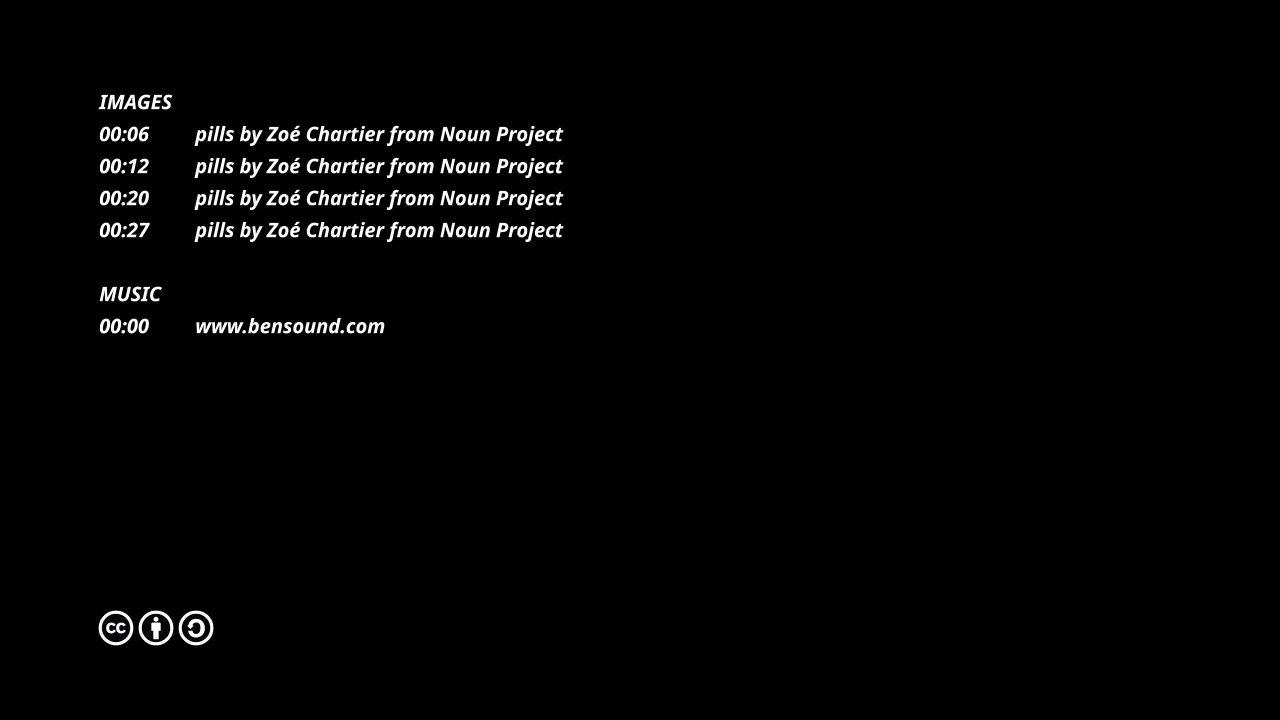 IMAGES
00:06 pills by Zoé Chartier from Noun Project
00:12 pills by Zoé Chartier from Noun Project
00:20 pills by Zoé Chartier from Noun Project
00:27 pills by Zoé Chartier from Noun Project
MUSIC
00:00 www.bensound.com
cc